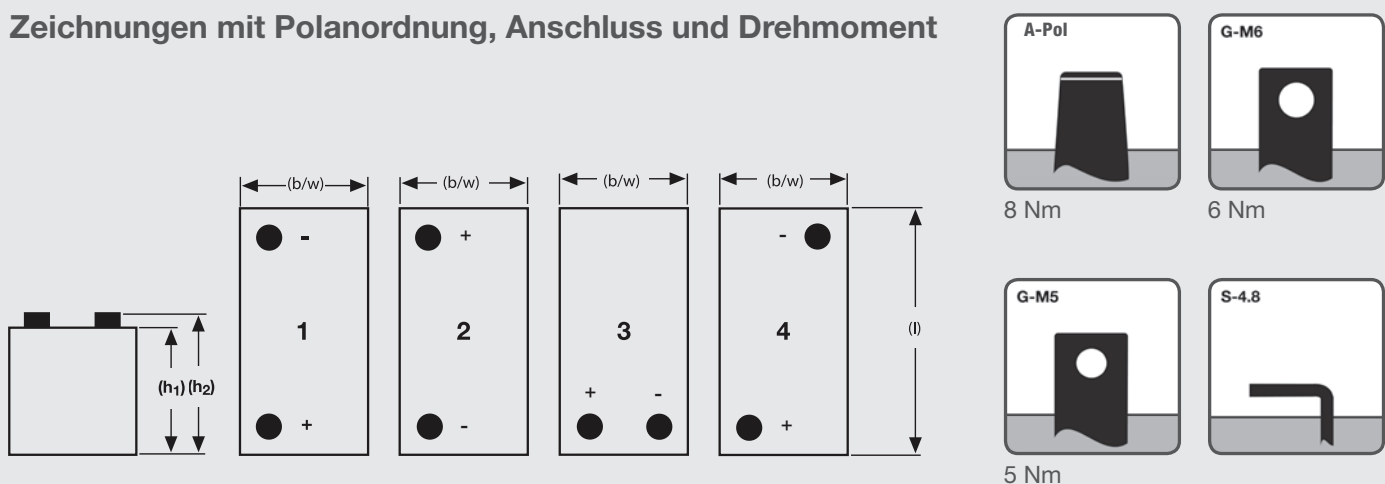 Zeichnungen mit Polanordnung, Anschluss und Drehmoment
(h1) (h2)
(b/w)
-
1
+
(b/w)
+
2
-
(b/w)
3
+ -
(b/w)
-
4
+
(l)
A-Pol
8 Nm
G-M6
6 Nm
G-M5
5 Nm
S-4.8